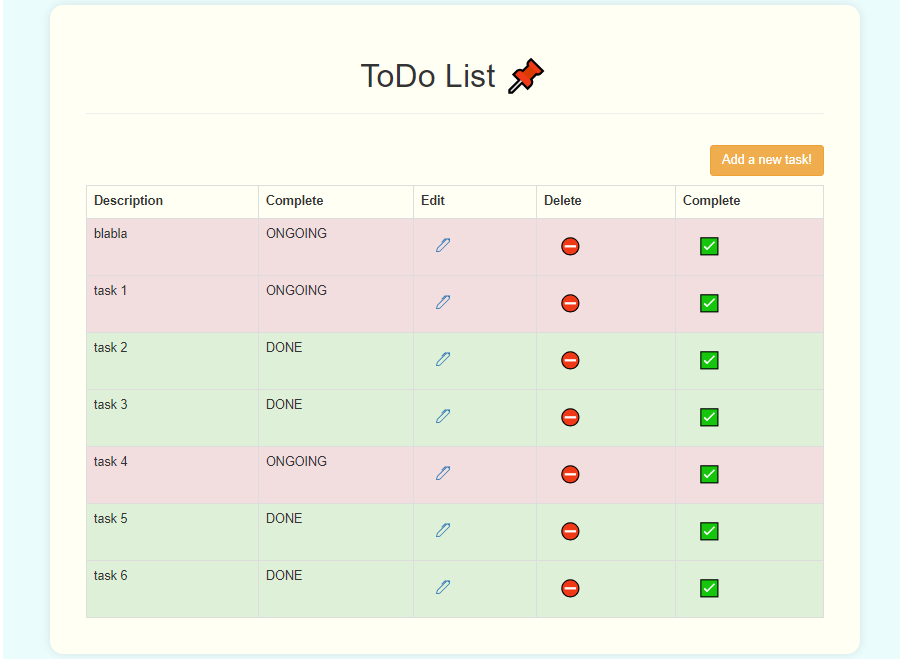 ToDo List
Add a new task!
Description Complete Edit Delete Complete
blabla ONGOING
task 1 ONGOING
task 2 DONE
task 3 DONE
task 4 ONGOING
task 5 DONE
task 6 DONE